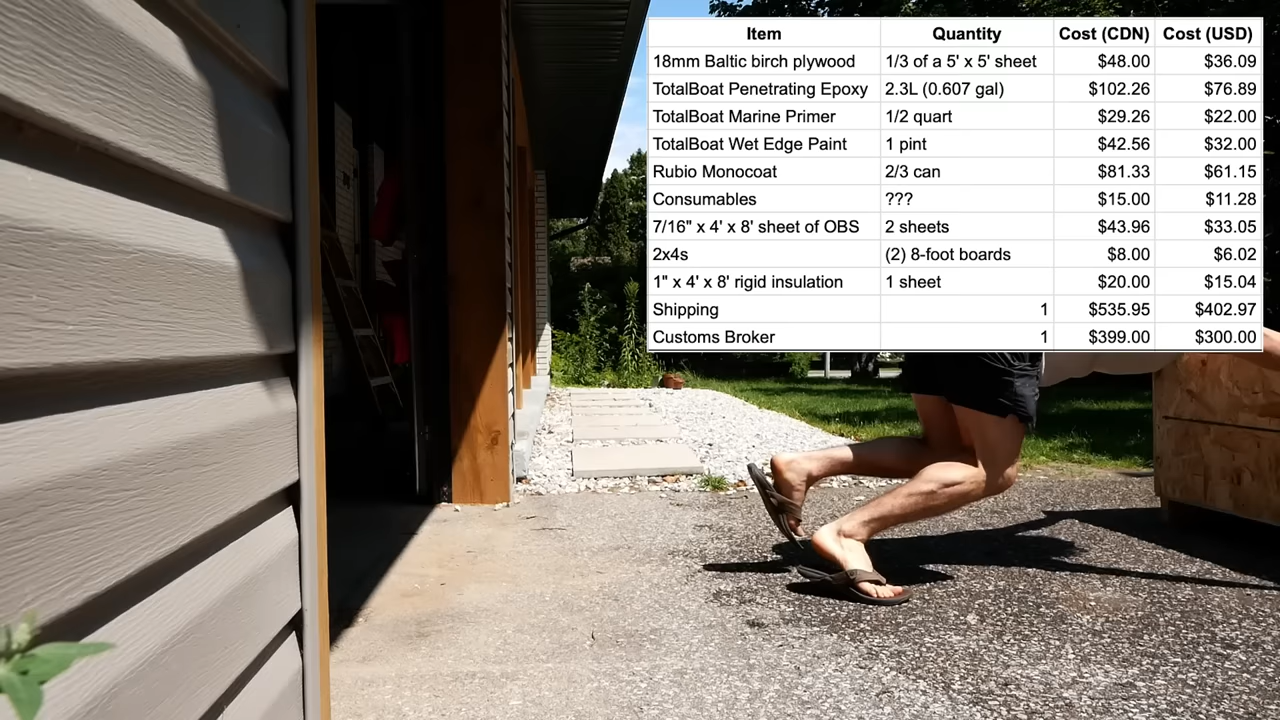 Item Quantity Cost (CDN) Cost (USD)
18mm Baltic birch plywood 1/3 of a 5' x 5' sheet $48.00 $36.09
TotalBoat Penetrating Epoxy 2.3L (0.607 gal) $102.26 $76.89
TotalBoat Marine Primer 1/2 quart $29.26 $22.00
TotalBoat Wet Edge Paint 1 pint $42.56 $32.00
Rubio Monocoat 2/3 can $81.33 $61.15
Consumables ??? $15.00 $11.28
7/16" x 4' x 8' sheet of OBS 2 sheets $43.96 $33.05
2x4s (2) 8-foot boards $8.00 $6.02
1" x 4' x 8' rigid insulation 1 sheet $20.00 $15.04
Shipping 1 $535.95 $402.97
Customs Broker 1 $399.00 $300.00